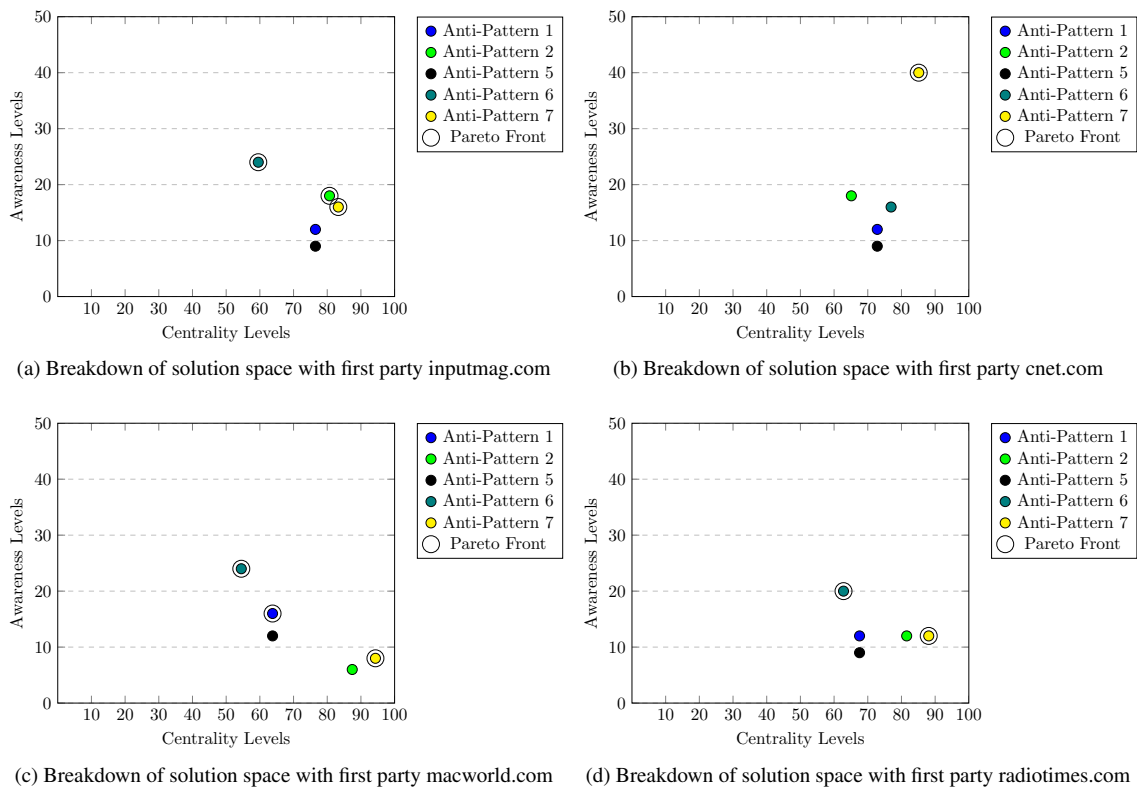 50
40
30
20
10
0
Awareness Levels
10 20 30 40 50 60 70 80 90 100
Centrality Levels
Anti-Pattern 1
Anti-Pattern 2
Anti-Pattern 5
Anti-Pattern 6
Anti-Pattern 7
Pareto Front
(a) Breakdown of solution space with first party inputmag.com
50
40
30
20
10
0
Awareness Levels
10 20 30 40 50 60 70 80 90 100
Centrality Levels
Anti-Pattern 1
Anti-Pattern 2
Anti-Pattern 5
Anti-Pattern 6
Anti-Pattern 7
Pareto Front
(b) Breakdown of solution space with first party cnet.com
50
40
30
20
10
0
Awareness Levels
10 20 30 40 50 60 70 80 90 100
Centrality Levels
Anti-Pattern 1
Anti-Pattern 2
Anti-Pattern 5
Anti-Pattern 6
Anti-Pattern 7
Pareto Front
(c) Breakdown of solution space with first party macworld.com
50
40
30
20
10
0
Awareness Levels
10 20 30 40 50 60 70 80 90 100
Centrality Levels
Anti-Pattern 1
Anti-Pattern 2
Anti-Pattern 5
Anti-Pattern 6
Anti-Pattern 7
Pareto Front
(d) Breakdown of solution space with first party radiotimes.com